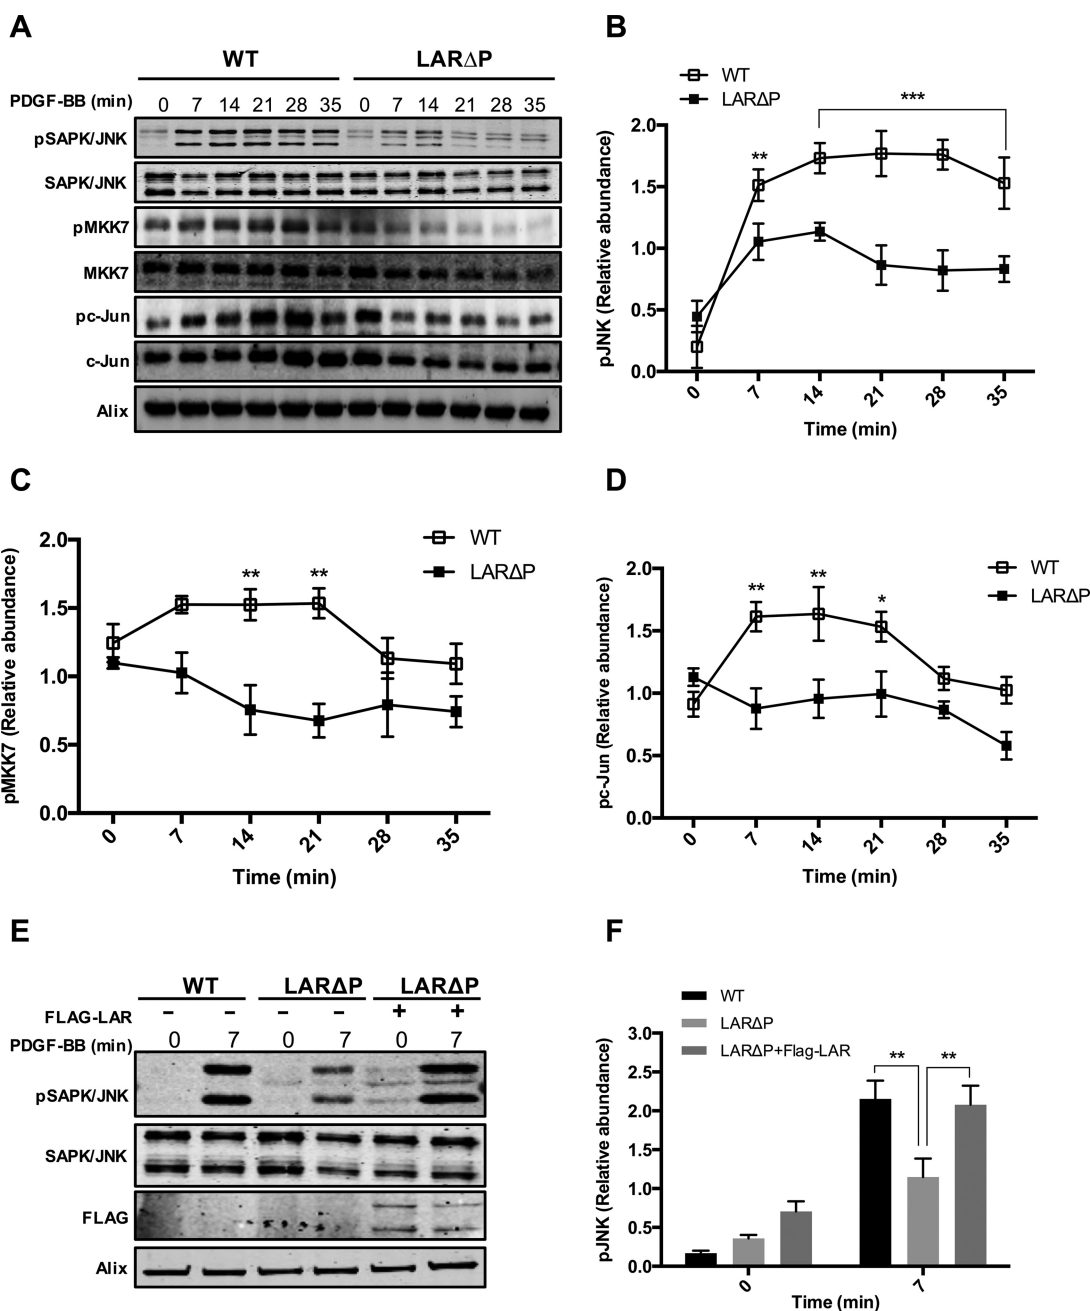 A
WT LAR∆P
PDGF-BB (min) 0 7 14 21 28 35 0 7 14 21 28 35
pSAPK/JNK
SAPK/JNK
pMKK7
MKK7
pc-Jun
c-Jun
Alix
B
WT
LARΔP
***
**
pJNK (Relative abundance)
2.0
1.5
1.0
0.5
0.0
0 7 14 21 28 35
Time (min)
C
WT
LARΔP
** **
pMKK7 (Relative abundance)
2.0
1.5
1.0
0.5
0.0
0 7 14 21 28 35
Time (min)
D
WT
LARΔP
** ** *
pc-Jun (Relative abundance)
2.0
1.5
1.0
0.5
0.0
0 7 14 21 28 35
Time (min)
E
WT LARΔP LARΔP
FLAG-LAR – – – – + +
PDGF-BB (min) 0 7 0 7 0 7
pSAPK/JNK
SAPK/JNK
FLAG
Alix
F
WT
LARΔP
LARΔP+Flag-LAR
** **
pJNK (Relative abundance)
3.0
2.5
2.0
1.5
1.0
0.5
0.0
0 7
Time (min)